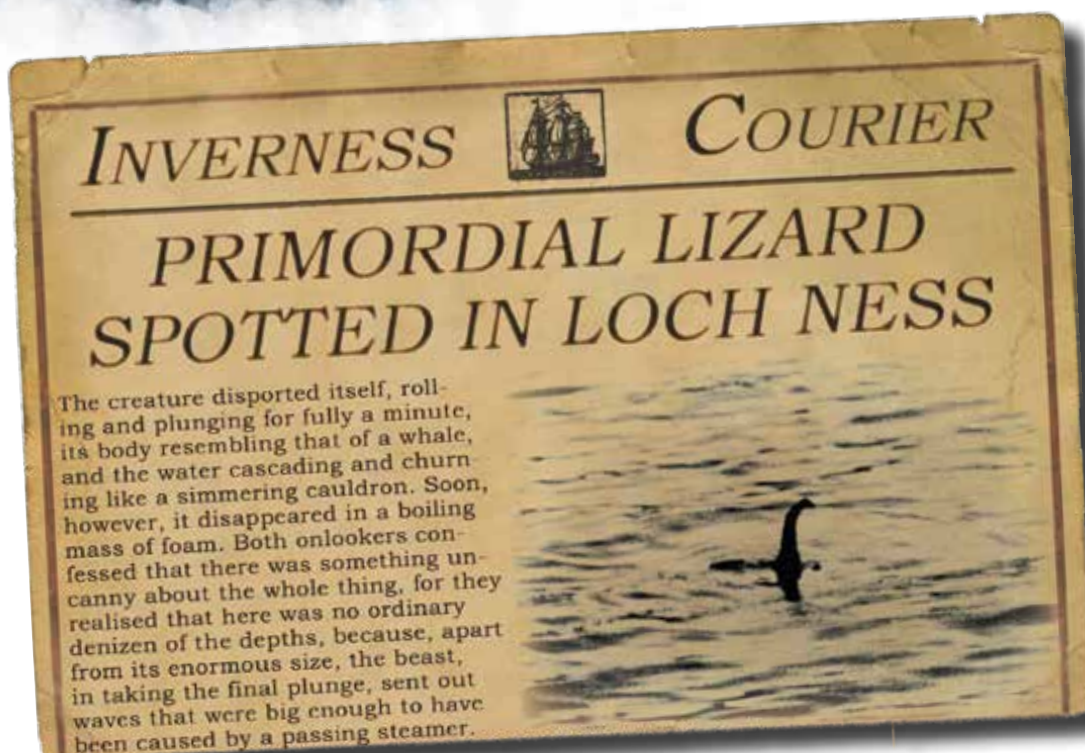 INVERNESS COURIER
PRIMORDIAL LIZARD
SPOTTED IN LOCH NESS
The creature disported itself, roll-
ing and plunging for fully a minute,
its body resembling that of a whale,
and the water cascading and churn
ing like a simmering cauldron. Soon,
however, it disappeared in a boiling
mass of foam. Both onlookers con-
fessed that there was something un-
canny about the whole thing, for they
realised that here was no ordinary
denizen of the depths, because, apart
from its enormous size, the beast,
in taking the final plunge, sent out
waves that were big enough to have
been caused by a passing steamer.